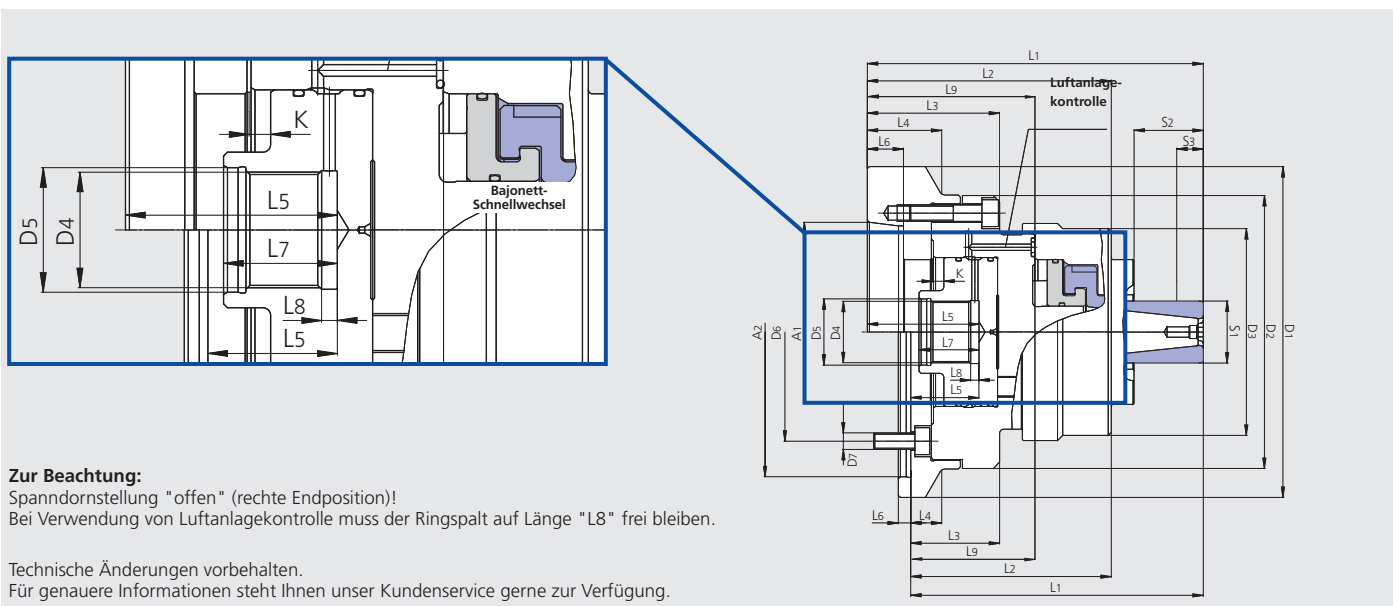 K
L5
D5
D4
L7
L8
L5
Bajonett-
Schnellwechsel
L1
L2
Luftanlage-
kontrolle
L9
L3
L4
L6
S2
S3
K
L5
L7
L8
L5
A2
D6
A1
D5
D4
S1
D3
D2
D1
D7
L6
L4
L3
L9
L2
L1
Zur Beachtung:
Spanndornstellung "offen" (rechte Endposition)!
Bei Verwendung von Luftanlagekontrolle muss der Ringspalt auf Länge "L8" frei bleiben.
Technische Änderungen vorbehalten.
Für genauere Informationen steht Ihnen unser Kundenservice gerne zur Verfügung.